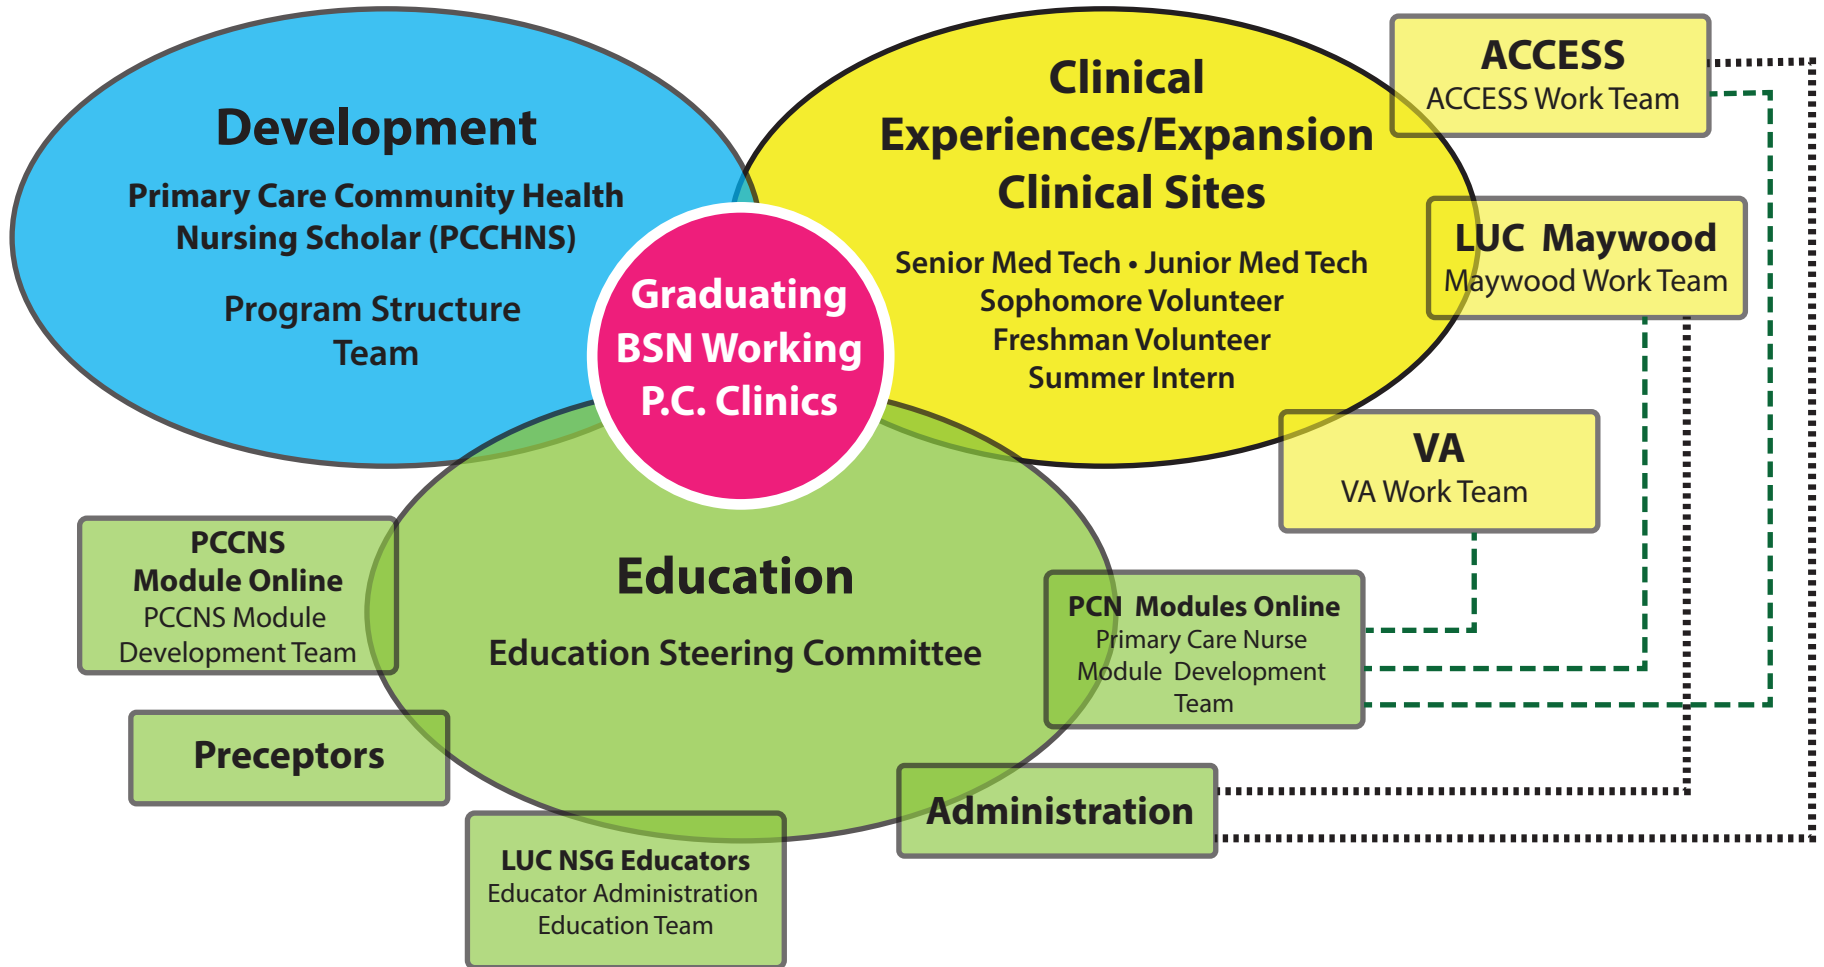 Development
Primary Care Community Health
Nursing Scholar (PCCHNS)
Program Structure
Team
Clinical
Experiences/Expansion
Clinical Sites
Senior Med Tech • Junior Med Tech
Sophomore Volunteer
Freshman Volunteer
Summer Intern
ACCESS
ACCESS Work Team
LUC Maywood
Maywood Work Team
VA
VA Work Team
Graduating
BSN Working
P.C. Clinics
Education
Education Steering Committee
PCCNS
Module Online
PCCNS Module
Development Team
Preceptors
LUC NSG Educators
Educator Administration
Education Team
PCN Modules Online
Primary Care Nurse
Module Development
Team
Administration